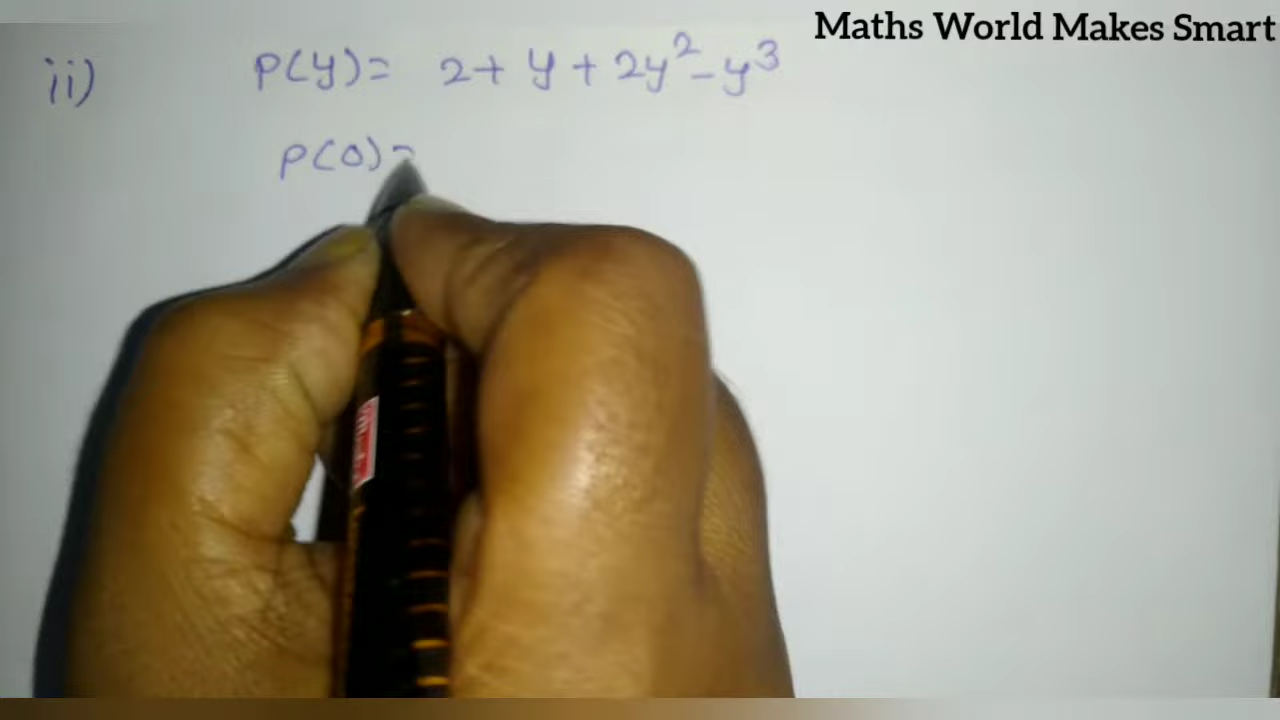 Maths World Makes Smart
ii) P(y)= 2+ y + 2y²-y³
P(0)=